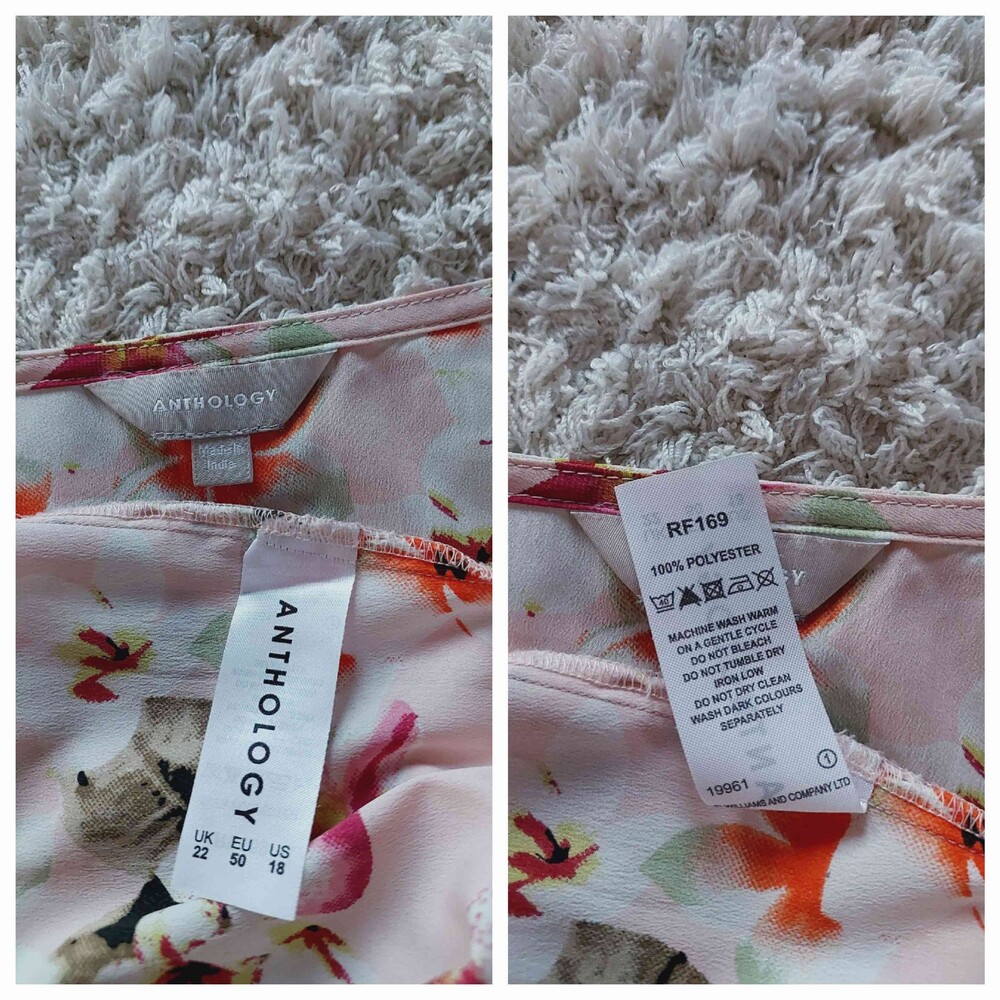 ANTHOLOGY
Made in
India
ANTHOLOGY
UK EU US
22 50 18
RF169
100% POLYESTER
40
MACHINE WASH WARM
ON A GENTLE CYCLE
DO NOT BLEACH
DO NOT TUMBLE DRY
IRON LOW
DO NOT DRY CLEAN
WASH DARK COLOURS
SEPARATELY
1
19961
WILLIAMS AND COMPANY LTD
GY